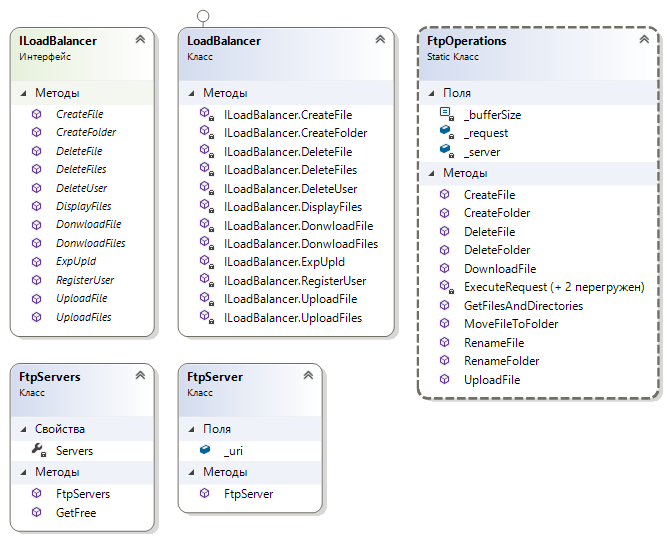 ILoadBalancer
Интерфейс
Методы
CreateFile
CreateFolder
DeleteFile
DeleteFiles
DeleteUser
DisplayFiles
DonwloadFile
DonwloadFiles
ExpUpld
RegisterUser
UploadFile
UploadFiles
LoadBalancer
Класс
Методы
ILoadBalancer.CreateFile
ILoadBalancer.CreateFolder
ILoadBalancer.DeleteFile
ILoadBalancer.DeleteFiles
ILoadBalancer.DeleteUser
ILoadBalancer.DisplayFiles
ILoadBalancer.DonwloadFile
ILoadBalancer.DonwloadFiles
ILoadBalancer.ExpUpld
ILoadBalancer.RegisterUser
ILoadBalancer.UploadFile
ILoadBalancer.UploadFiles
FtpOperations
Static Класс
Поля
_bufferSize
_request
_server
Методы
CreateFile
CreateFolder
DeleteFile
DeleteFolder
DownloadFile
ExecuteRequest (+ 2 перегружен)
GetFilesAndDirectories
MoveFileToFolder
RenameFile
RenameFolder
UploadFile
FtpServers
Класс
Свойства
Servers
Методы
FtpServers
GetFree
FtpServer
Класс
Поля
_uri
Методы
FtpServer